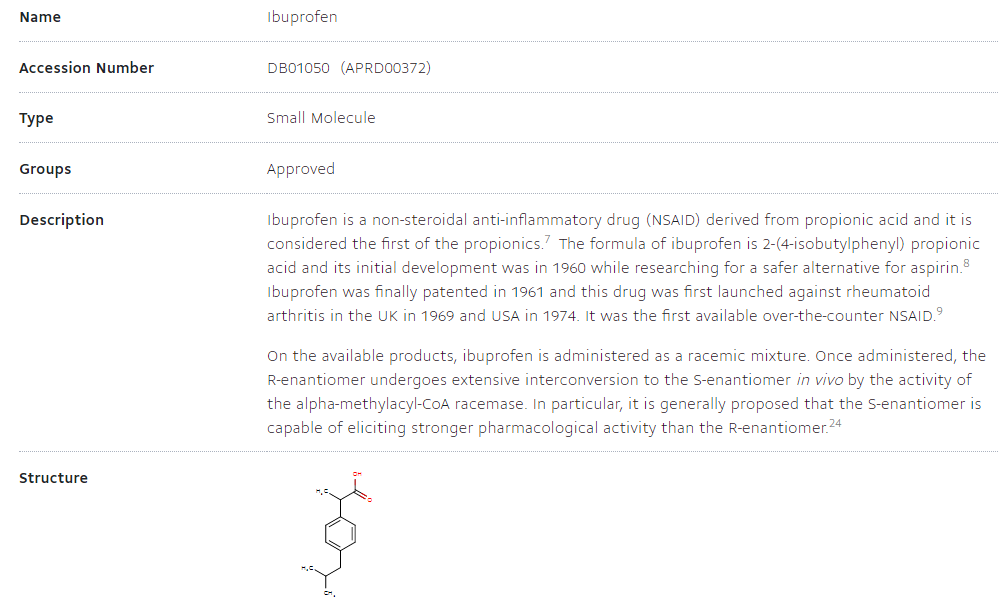 Name Ibuprofen
Accession Number DB01050 (APRD00372)
Type Small Molecule
Groups Approved
Description Ibuprofen is a non-steroidal anti-inflammatory drug (NSAID) derived from propionic acid and it is
considered the first of the propionics.7 The formula of ibuprofen is 2-(4-isobutylphenyl) propionic
acid and its initial development was in 1960 while researching for a safer alternative for aspirin.8
Ibuprofen was finally patented in 1961 and this drug was first launched against rheumatoid
arthritis in the UK in 1969 and USA in 1974. It was the first available over-the-counter NSAID.9
On the available products, ibuprofen is administered as a racemic mixture. Once administered, the
R-enantiomer undergoes extensive interconversion to the S-enantiomer in vivo by the activity of
the alpha-methylacyl-CoA racemase. In particular, it is generally proposed that the S-enantiomer is
capable of eliciting stronger pharmacological activity than the R-enantiomer.24
Structure
OH
H3C
O
H3C
CH3